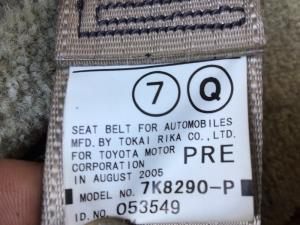 7 Q
SEAT BELT FOR AUTOMOBILES
MFD. BY TOKAI RIKA CO., LTD.
FOR TOYOTA MOTOR
CORPORATION PRE
IN AUGUST 2005
MODEL NO. 7K8290-P
ID. NO. 053549